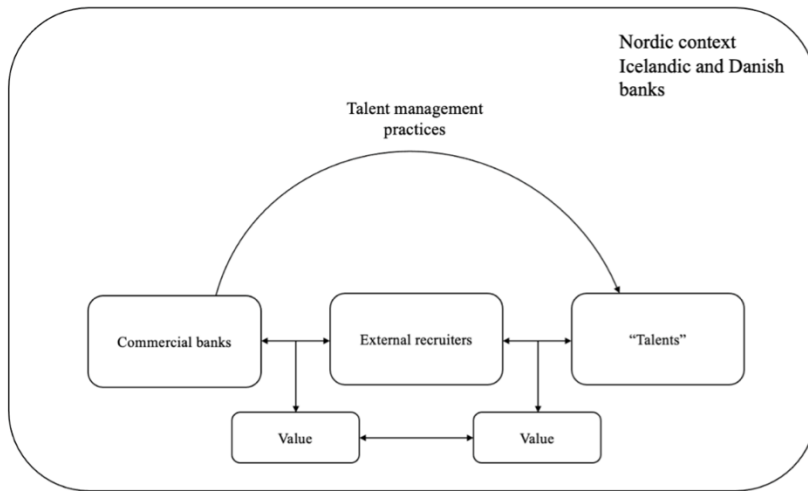 Nordic context
Icelandic and Danish
banks
Talent management
practices
Commercial banks
External recruiters
“Talents”
Value
Value